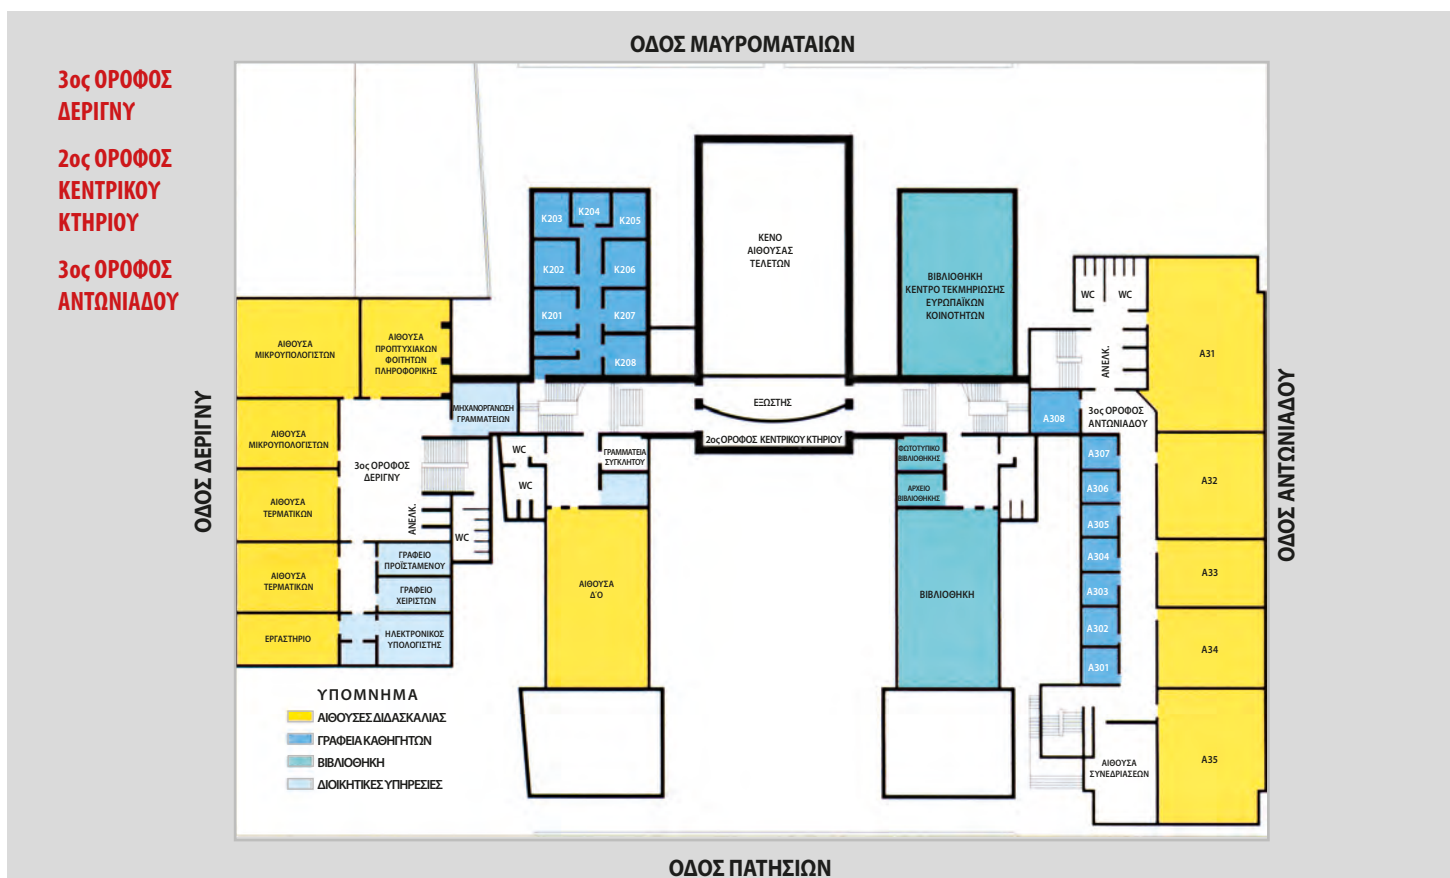 ΟΔΟΣ ΜΑΥΡΟΜΑΤΑΙΩΝ
3ος ΟΡΟΦΟΣ
ΔΕΡΙΓΝΥ
2ος ΟΡΟΦΟΣ
ΚΕΝΤΡΙΚΟΥ
ΚΤΗΡΙΟΥ
3ος ΟΡΟΦΟΣ
ΑΝΤΩΝΙΑΔΟΥ
ΟΔΟΣ ΔΕΡΙΓΝΥ
ΑΙΘΟΥΣΑ
ΜΙΚΡΟΥΠΟΛΟΓΙΣΤΩΝ
ΑΙΘΟΥΣΑ
ΠΡΟΠΤΥΧΙΑΚΩΝ
ΦΟΙΤΗΤΩΝ
ΠΛΗΡΟΦΟΡΙΚΗΣ
ΑΙΘΟΥΣΑ
ΜΙΚΡΟΥΠΟΛΟΓΙΣΤΩΝ
ΑΙΘΟΥΣΑ
ΤΕΡΜΑΤΙΚΩΝ
ΑΙΘΟΥΣΑ
ΤΕΡΜΑΤΙΚΩΝ
ΕΡΓΑΣΤΗΡΙΟ
ΜΗΧΑΝΟΡΓΑΝΩΣΗ
ΓΡΑΜΜΑΤΕΙΩΝ
3ος ΟΡΟΦΟΣ
ΔΕΡΙΓΝΥ
ΑΝΕΛΚ.
WC
ΓΡΑΦΕΙΟ
ΠΡΟΪΣΤΑΜΕΝΟΥ
ΓΡΑΦΕΙΟ
ΧΕΙΡΙΣΤΩΝ
ΗΛΕΚΤΡΟΝΙΚΟΣ
ΥΠΟΛΟΓΙΣΤΗΣ
K203
K204
K205
K202
K206
K201
K207
K208
WC
WC
ΓΡΑΜΜΑΤΕΙΑ
ΣΥΓΚΛΗΤΟΥ
ΑΙΘΟΥΣΑ
Δ'Ο
ΚΕΝΟ
ΑΙΘΟΥΣΑΣ
ΤΕΛΕΤΩΝ
ΕΞΩΣΤΗΣ
2ος ΟΡΟΦΟΣ ΚΕΝΤΡΙΚΟΥ ΚΤΗΡΙΟΥ
ΒΙΒΛΙΟΘΗΚΗ
ΚΕΝΤΡΟ ΤΕΚΜΗΡΙΩΣΗΣ
ΕΥΡΩΠΑΪΚΩΝ
ΚΟΙΝΟΤΗΤΩΝ
ΦΩΤΟΤΥΠΙΚΟ
ΒΙΒΛΙΟΘΗΚΗΣ
ΑΡΧΕΙΟ
ΒΙΒΛΙΟΘΗΚΗΣ
ΒΙΒΛΙΟΘΗΚΗ
WC
WC
ΑΝΕΛΚ.
A308
3ος ΟΡΟΦΟΣ
ΑΝΤΩΝΙΑΔΟΥ
A307
A306
A305
A304
A303
A302
A301
A31
A32
A33
A34
A35
ΑΙΘΟΥΣΑ
ΣΥΝΕΔΡΙΑΣΕΩΝ
ΟΔΟΣ ΑΝΤΩΝΙΑΔΟΥ
ΥΠΟΜΝΗΜΑ
ΑΙΘΟΥΣΕΣ ΔΙΔΑΣΚΑΛΙΑΣ
ΓΡΑΦΕΙΑ ΚΑΘΗΓΗΤΩΝ
ΒΙΒΛΙΟΘΗΚΗ
ΔΙΟΙΚΗΤΙΚΕΣ ΥΠΗΡΕΣΙΕΣ
ΟΔΟΣ ΠΑΤΗΣΙΩΝ